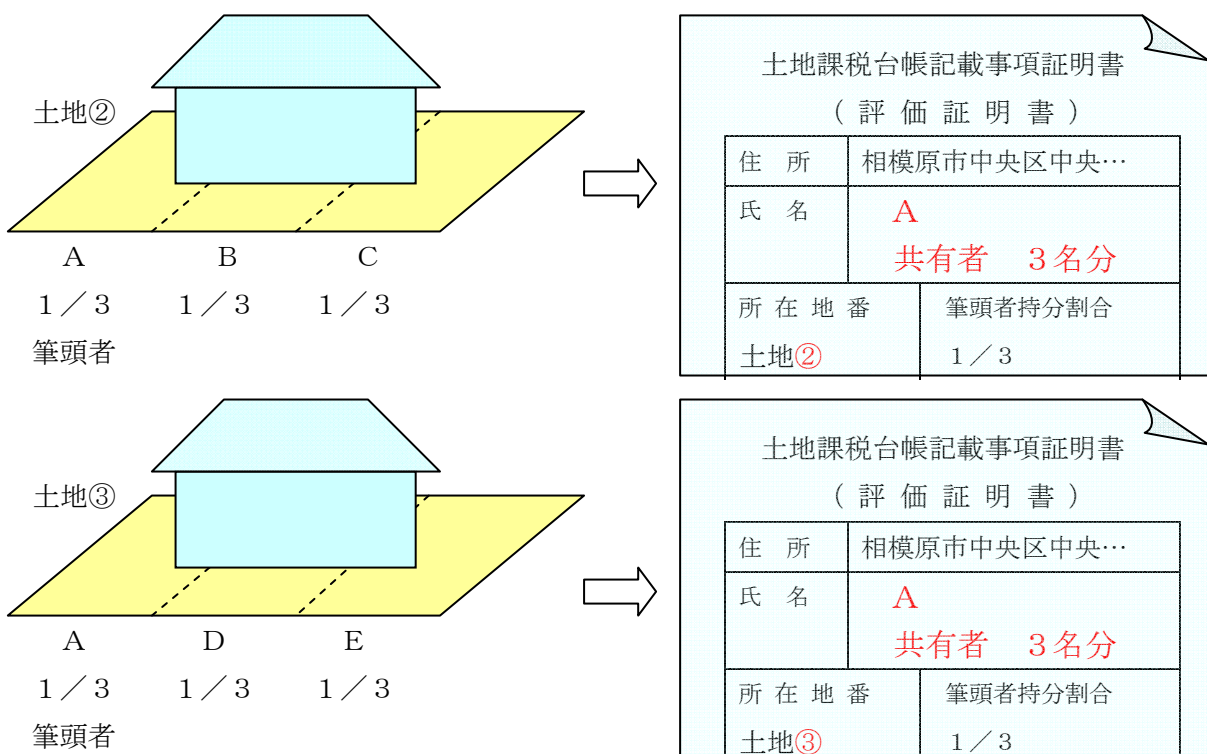 土地②
A B C
1／3 1／3 1／3
筆頭者
土地課税台帳記載事項証明書
（評価証明書）
住所 相模原市中央区中央…
氏名 A
共有者 3名分
所在地番 筆頭者持分割合
土地② 1／3
土地③
A D E
1／3 1／3 1／3
筆頭者
土地課税台帳記載事項証明書
（評価証明書）
住所 相模原市中央区中央…
氏名 A
共有者 3名分
所在地番 筆頭者持分割合
土地③ 1／3